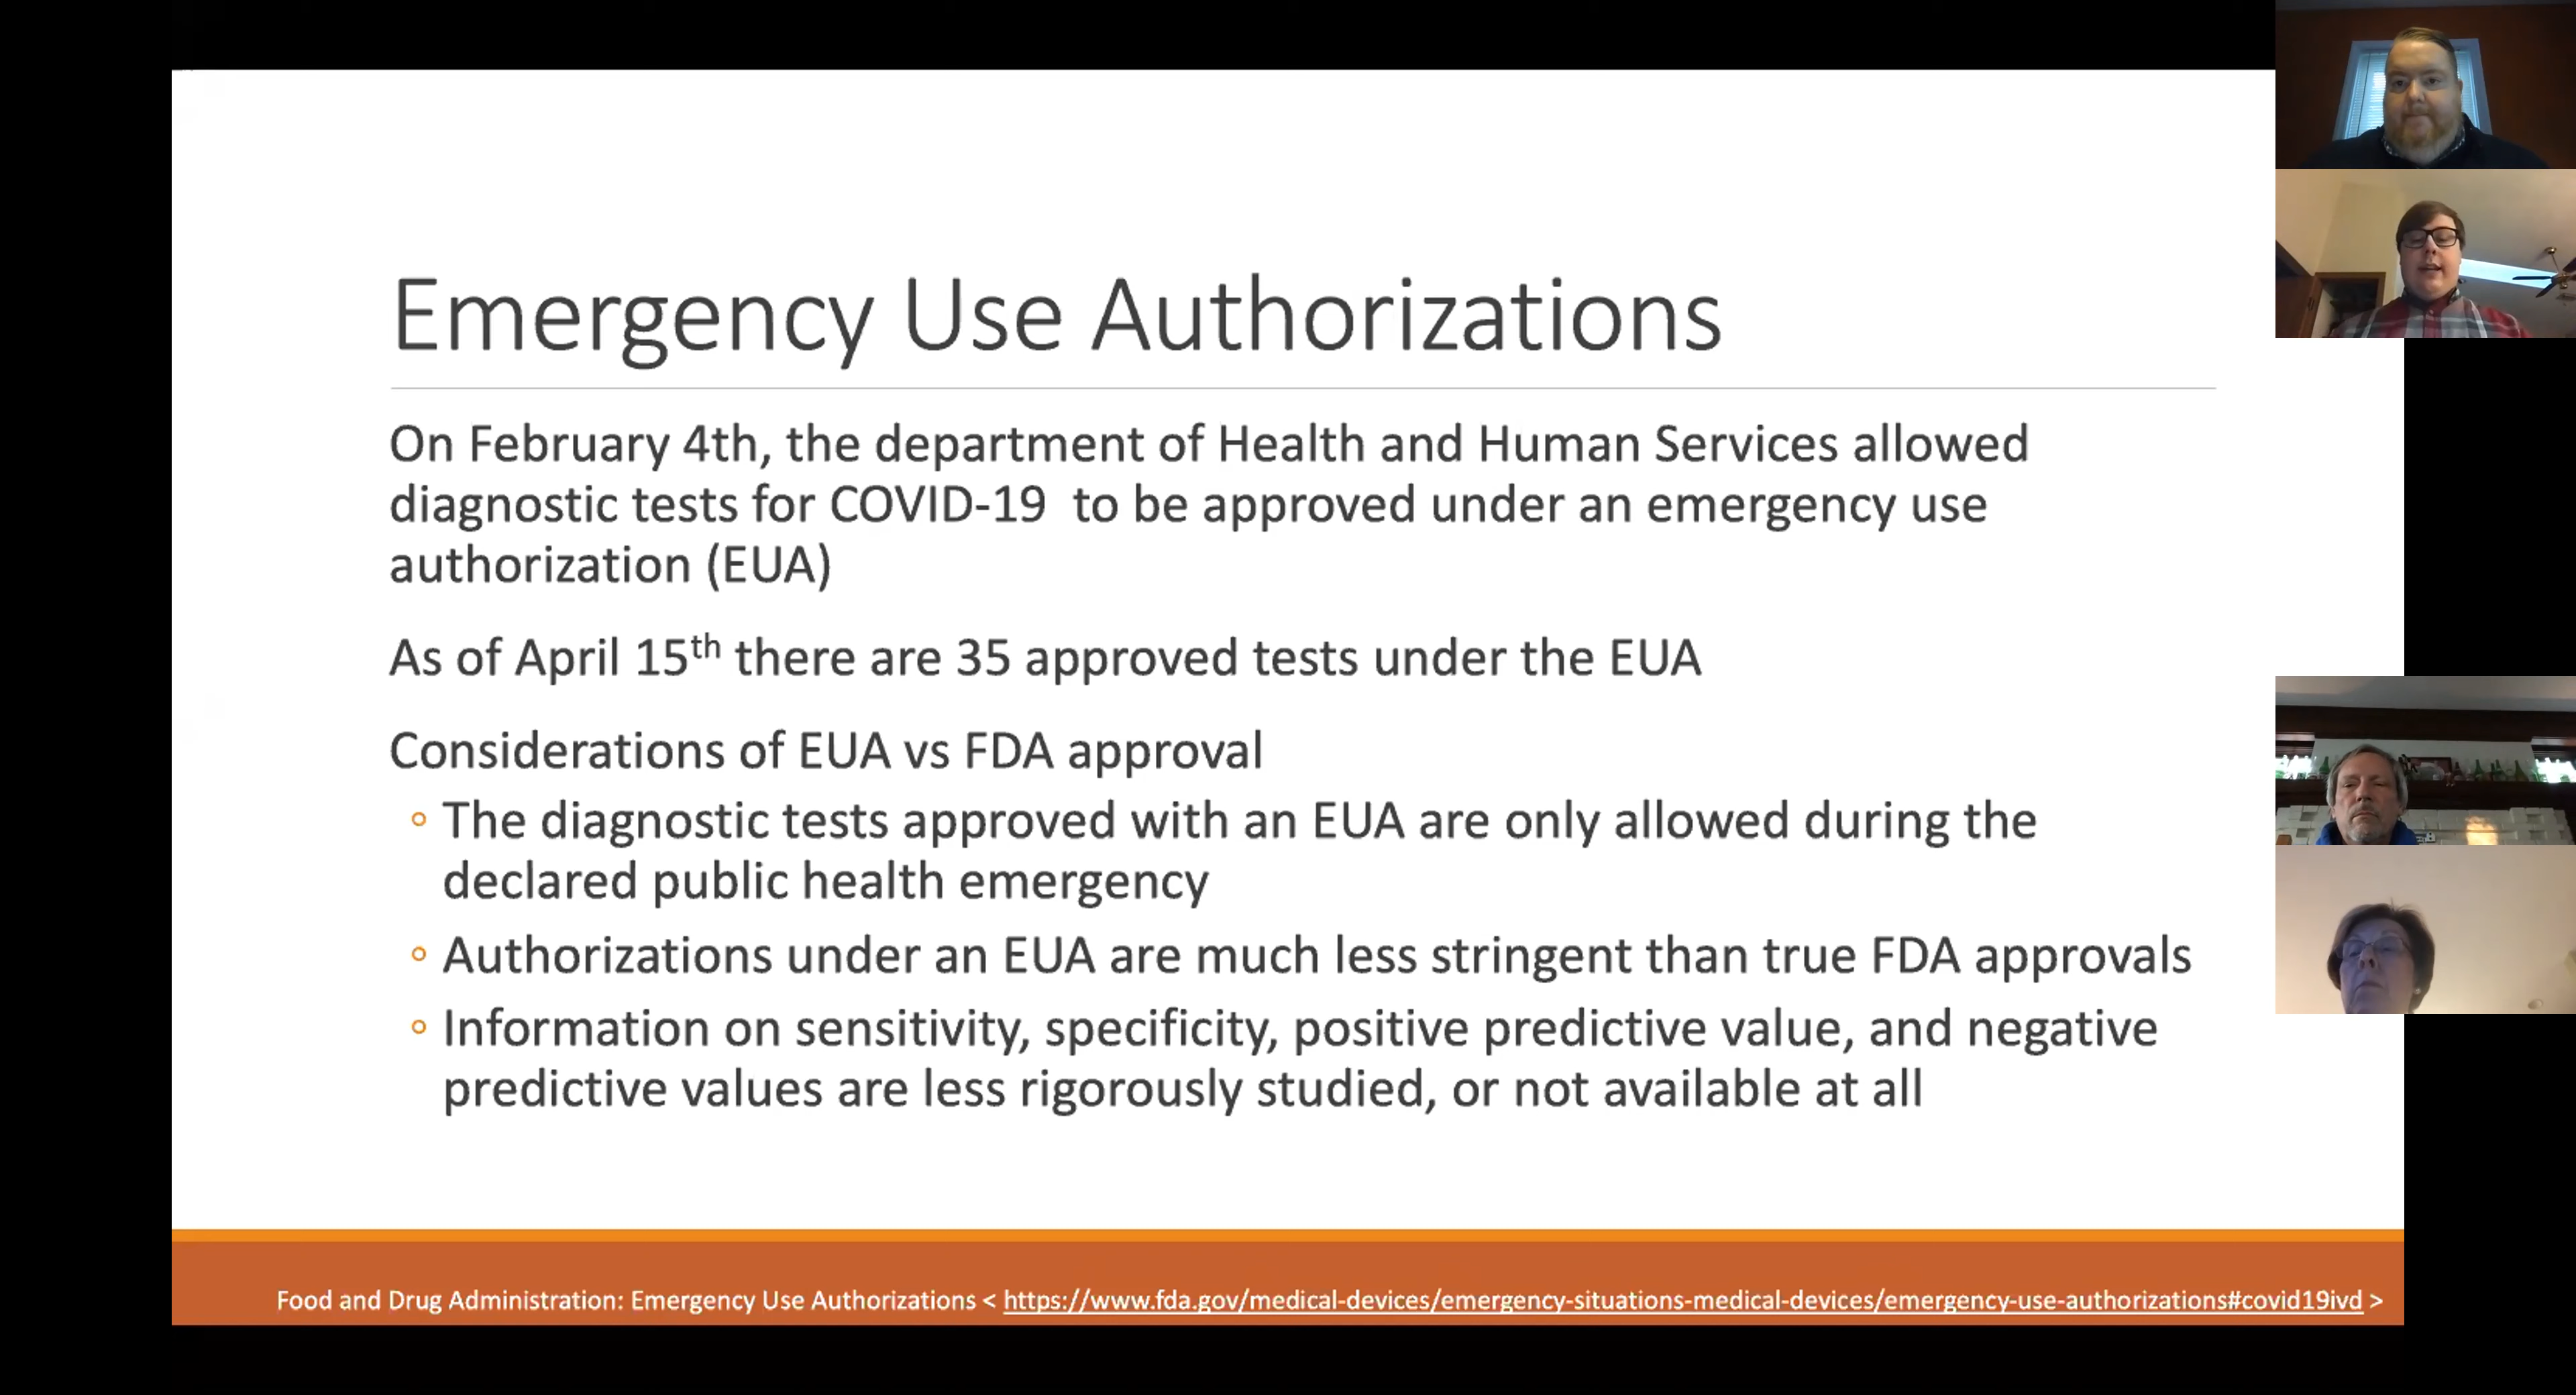 Emergency Use Authorizations
On February 4th, the department of Health and Human Services allowed
diagnostic tests for COVID-19  to be approved under an emergency use
authorization (EUA)
As of April 15th there are 35 approved tests under the EUA
Considerations of EUA vs FDA approval
◦ The diagnostic tests approved with an EUA are only allowed during the
declared public health emergency
◦ Authorizations under an EUA are much less stringent than true FDA approvals
◦ Information on sensitivity, specificity, positive predictive value, and negative
predictive values are less rigorously studied, or not available at all
Food and Drug Administration: Emergency Use Authorizations < https://www.fda.gov/medical-devices/emergency-situations-medical-devices/emergency-use-authorizations#covid19ivd >